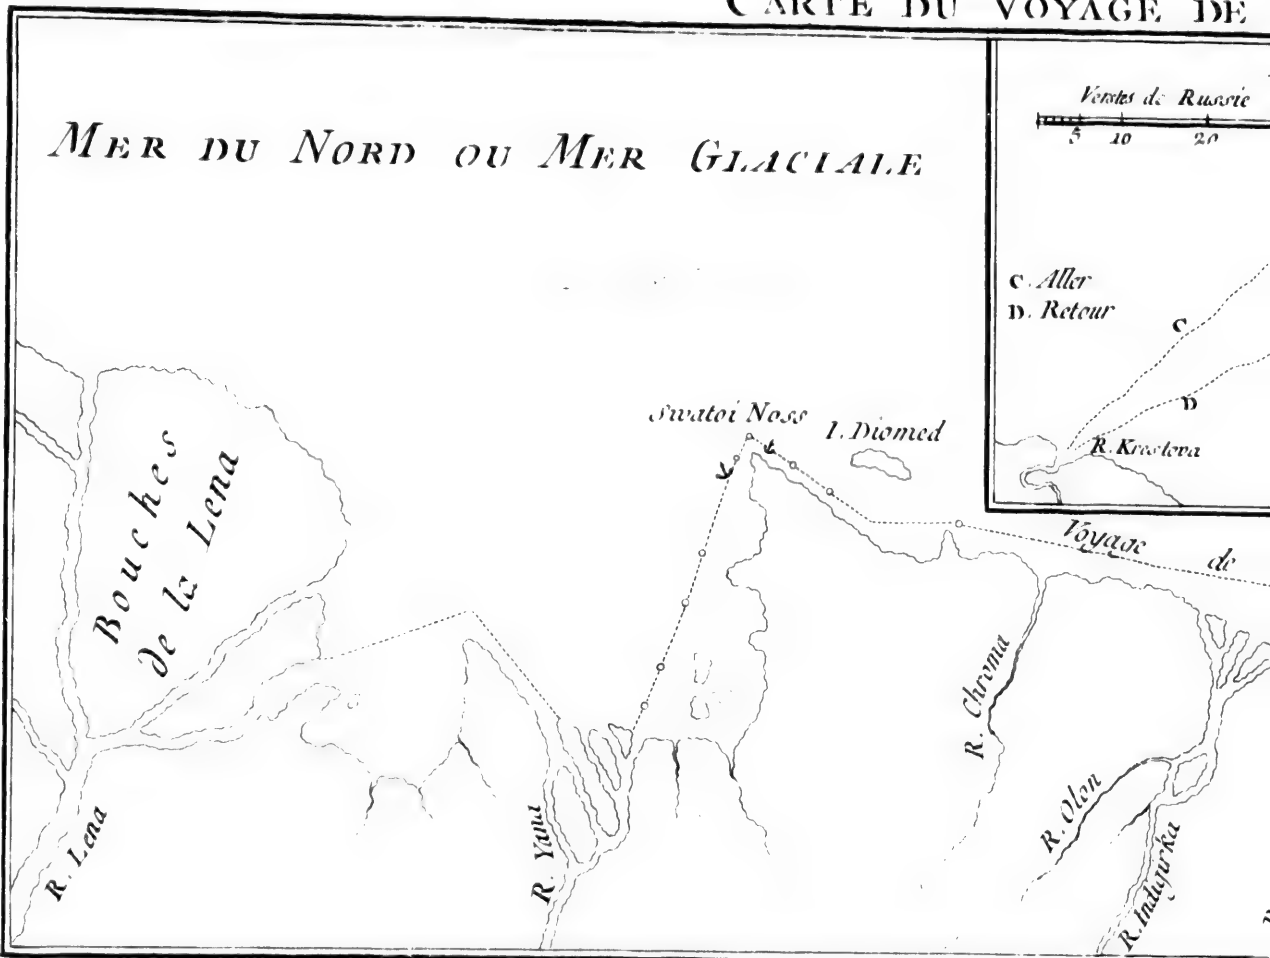 CARTE DU VOYAGE DE
MER DU NORD OU MER GLACIALE
Verstes de Russie
5 10 20
C. Aller
D. Retour
C
D
R. Krestova
Swatoi Noss
I. Diomed
Voyage de
Bouches
de la Lena
R. Chroma
R. Olon
R. Lena
R. Yana
R. Indigirka